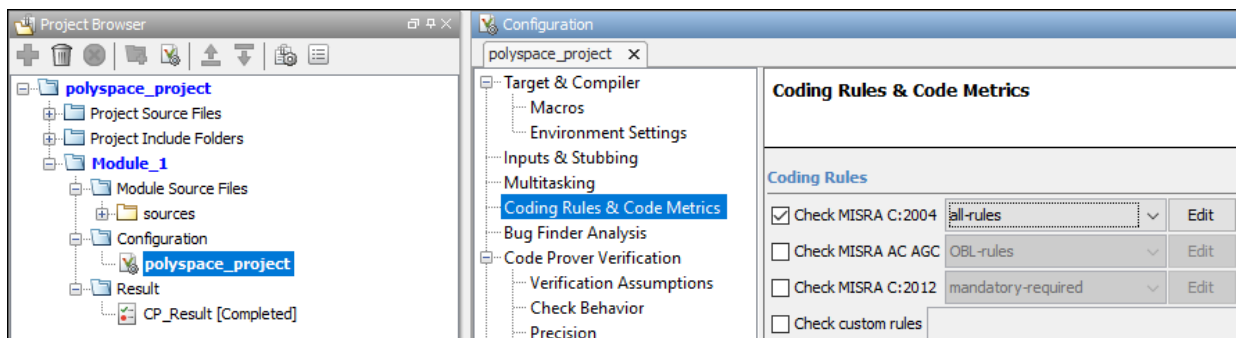 Project Browser
polyspace_project
Project Source Files
Project Include Folders
Module_1
Module Source Files
sources
Configuration
polyspace_project
Result
CP_Result [Completed]
Configuration
polyspace_project X
Target & Compiler
Macros
Environment Settings
Inputs & Stubbing
Multitasking
Coding Rules & Code Metrics
Bug Finder Analysis
Code Prover Verification
Verification Assumptions
Check Behavior
Precision
Coding Rules & Code Metrics
Coding Rules
Check MISRA C:2004 all-rules Edit
Check MISRA AC AGC OBL-rules Edit
Check MISRA C:2012 mandatory-required Edit
Check custom rules